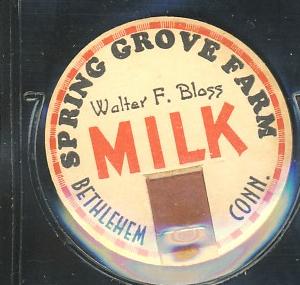 SPRING GROVE FARM
Walter F. Bloss
MILK
BETHLEHEM CONN.